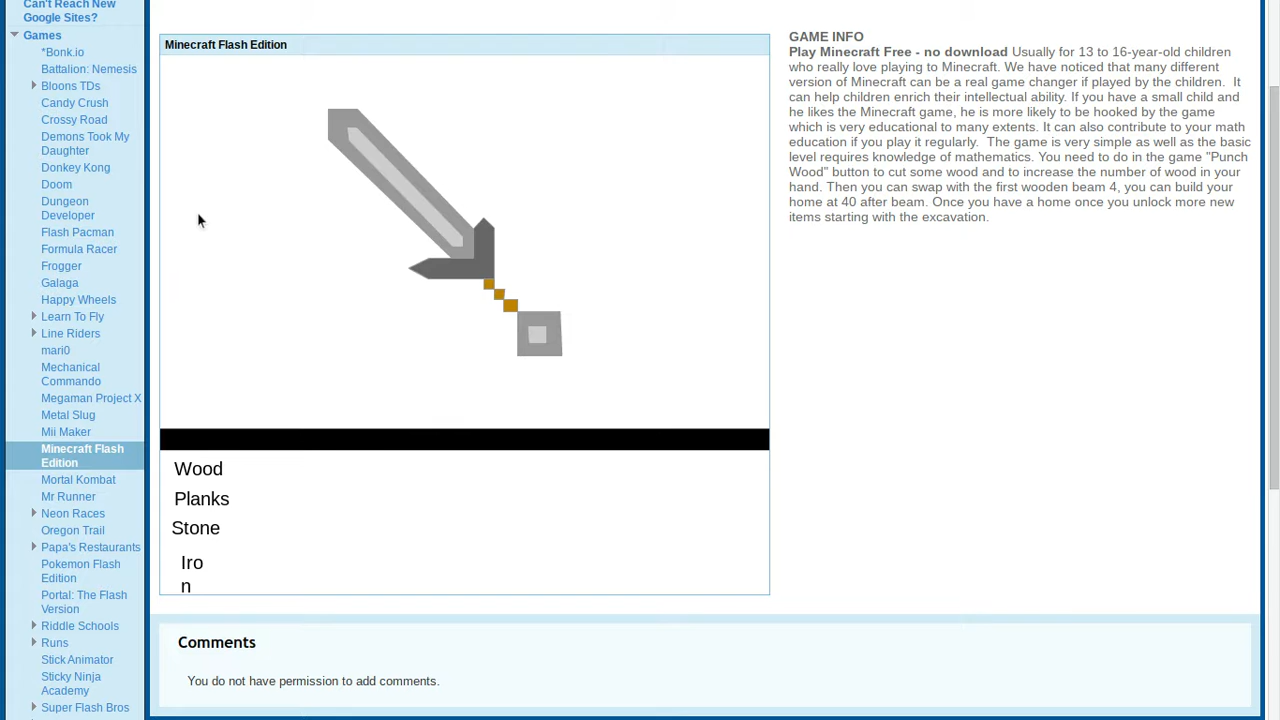 Can't Reach New
Google Sites?
Games
*Bonk.io
Battalion: Nemesis
Bloons TDs
Candy Crush
Crossy Road
Demons Took My
Daughter
Donkey Kong
Doom
Dungeon
Developer
Flash Pacman
Formula Racer
Frogger
Galaga
Happy Wheels
Learn To Fly
Line Riders
mari0
Mechanical
Commando
Megaman Project X
Metal Slug
Mii Maker
Minecraft Flash
Edition
Mortal Kombat
Mr Runner
Neon Races
Oregon Trail
Papa's Restaurants
Pokemon Flash
Edition
Portal: The Flash
Version
Riddle Schools
Runs
Stick Animator
Sticky Ninja
Academy
Super Flash Bros
Minecraft Flash Edition
Wood
Planks
Stone
Iro
n
GAME INFO
Play Minecraft Free - no download Usually for 13 to 16-year-old children
who really love playing to Minecraft. We have noticed that many different
version of Minecraft can be a real game changer if played by the children.  It
can help children enrich their intellectual ability. If you have a small child and
he likes the Minecraft game, he is more likely to be hooked by the game
which is very educational to many extents. It can also contribute to your math
education if you play it regularly.  The game is very simple as well as the basic
level requires knowledge of mathematics. You need to do in the game "Punch
Wood" button to cut some wood and to increase the number of wood in your
hand. Then you can swap with the first wooden beam 4, you can build your
home at 40 after beam. Once you have a home once you unlock more new
items starting with the excavation.
Comments
You do not have permission to add comments.